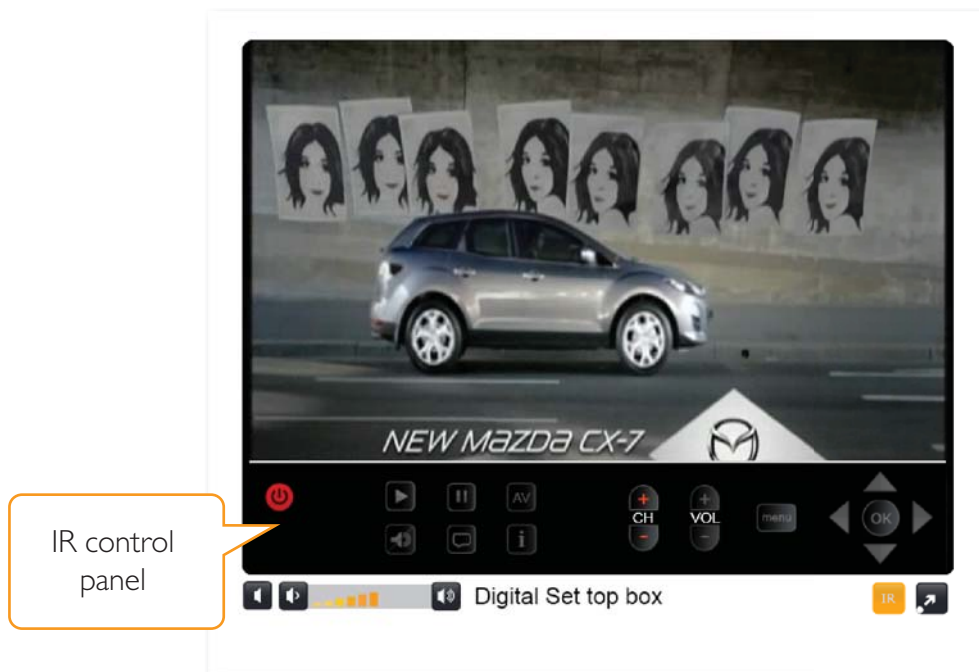 NEW MAZDA CX-7
AV
CH
VOL
menu
OK
i
IR control
panel
Digital Set top box
IR